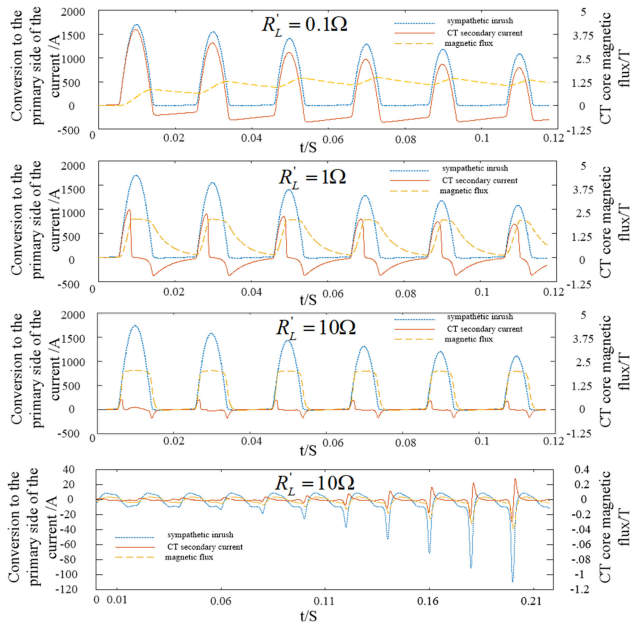 R'L = 0.1Ω
sympathetic inrush
CT secondary current
magnetic flux
Conversion to the
primary side of the
current /A
2000
1500
1000
500
0
-500
0
0.02
0.04
0.06
0.08
0.1
0.12
t/S
5
3.75
2.5
1.25
0
-1.25
CT core magnetic
flux/T
R'L = 1Ω
sympathetic inrush
CT secondary current
magnetic flux
Conversion to the
primary side of the
current /A
2000
1500
1000
500
0
-500
0
0.02
0.04
0.06
0.08
0.1
0.12
t/S
5
3.75
2.5
1.25
0
-1.25
CT core magnetic
flux/T
R'L = 10Ω
sympathetic inrush
CT secondary current
magnetic flux
Conversion to the
primary side of the
current /A
2000
1500
1000
500
0
-500
0
0.02
0.04
0.06
0.08
0.1
0.12
t/S
5
3.75
2.5
1.25
0
-1.25
CT core magnetic
flux/T
R'L = 10Ω
sympathetic inrush
CT secondary current
magnetic flux
Conversion to the
primary side of the
current /A
40
20
0
-20
-40
-60
-80
-100
-120
0
0.01
0.06
0.11
0.16
0.21
t/S
0.4
0.2
0
-.02
-.04
-.06
-.08
-1
-1.2
CT core magnetic
flux/T